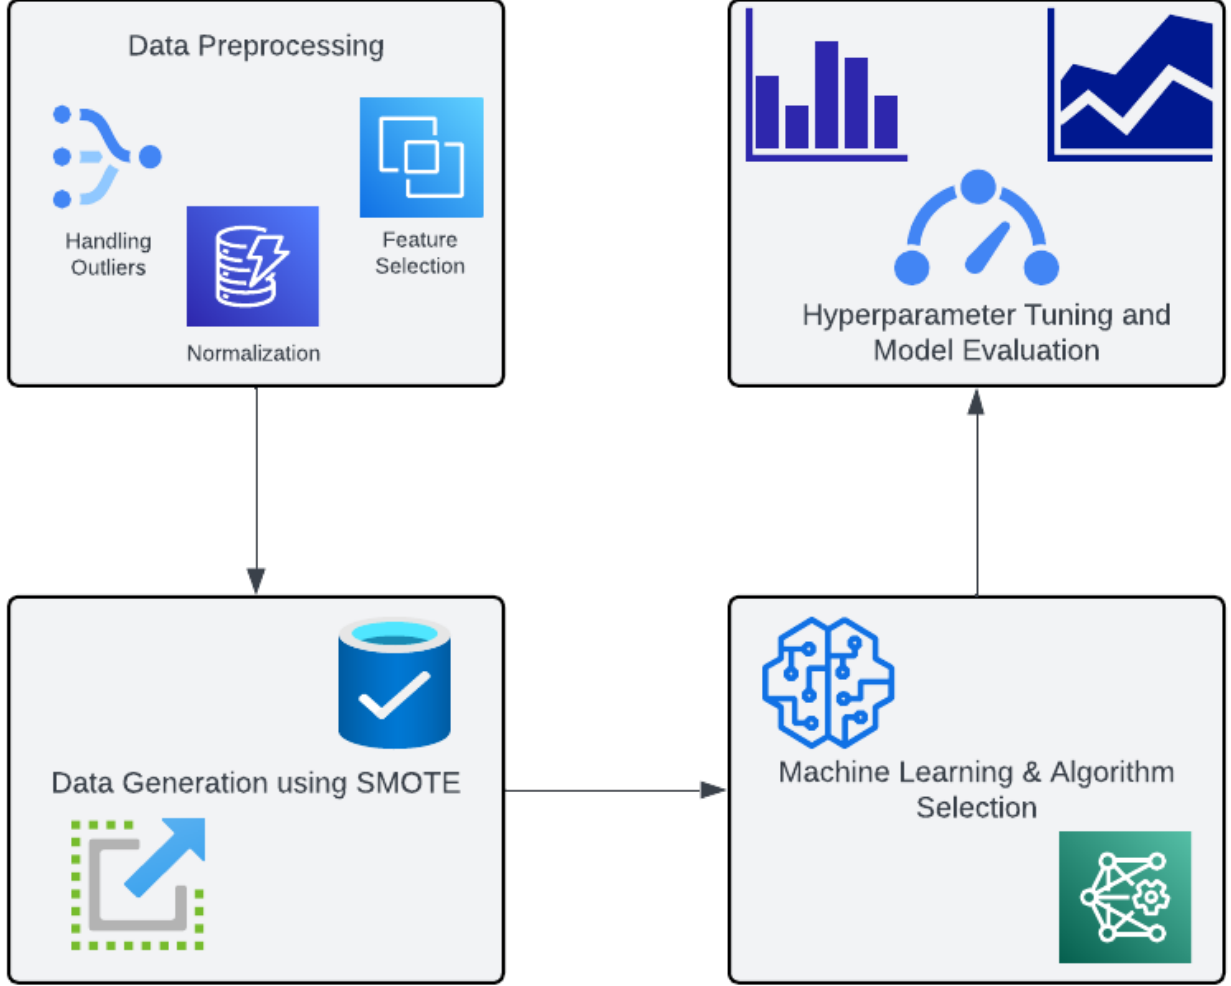 Data Preprocessing
Handling
Outliers
Normalization
Feature
Selection
Data Generation using SMOTE
Machine Learning & Algorithm
Selection
Hyperparameter Tuning and
Model Evaluation